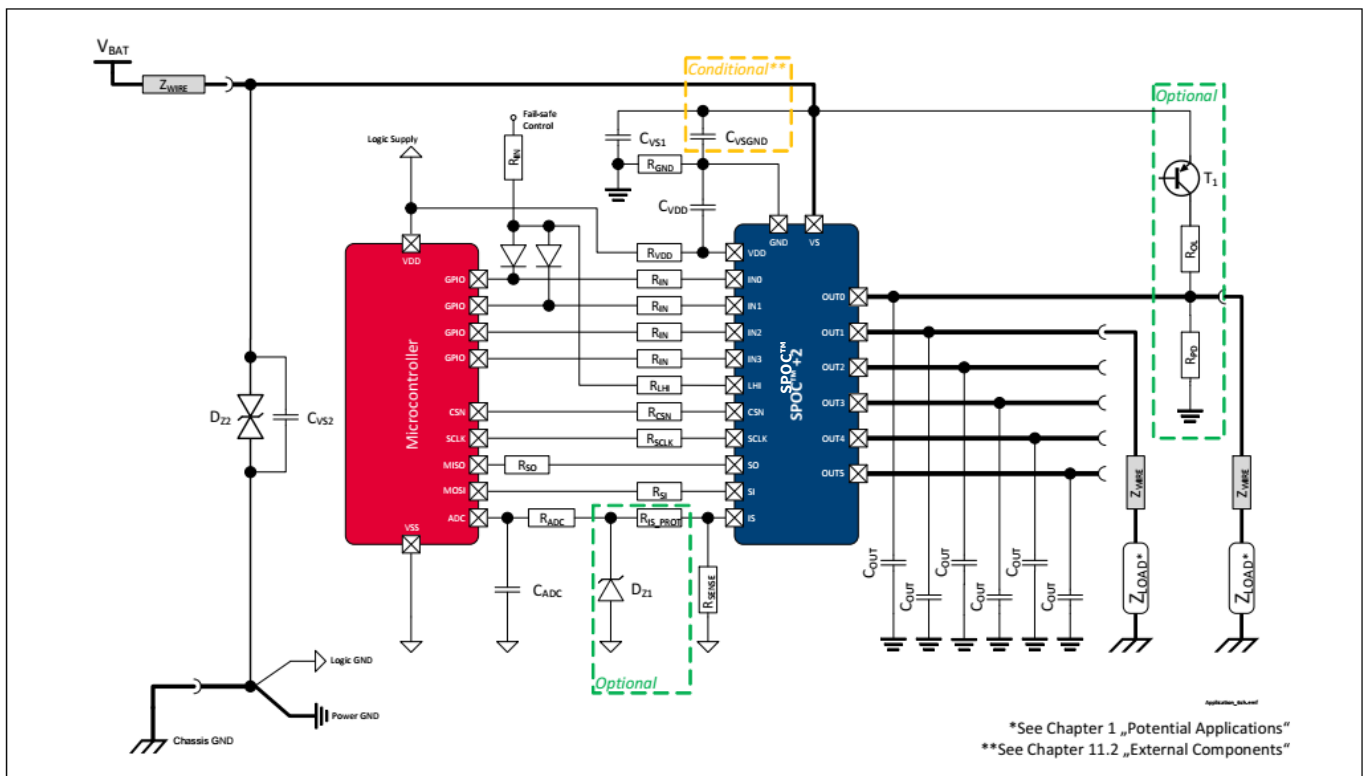 VBAT
ZWIRE
Conditional**
Optional
Fail-safe
Control
Logic Supply
RIN
CVS1
CVSGND
RGND
CVDD
T1
ROL
RPD
VDD
GND
VS
RVDD
VDD
GPIO
RIN
IN0
GPIO
RIN
IN1
GPIO
RIN
IN2
GPIO
RIN
IN3
RLHI
LHI
CSN
RCSN
CSN
SCLK
RSCLK
SCLK
MISO
RSO
SO
MOSI
RSI
SI
ADC
RADC
RIS_PROT
IS
VSS
Microcontroller
SPOC™
SPOC™ +2
OUT0
OUT1
OUT2
OUT3
OUT4
OUT5
DZ2
CVS2
CADC
DZ1
RSENSE
COUT
COUT
COUT
COUT
COUT
COUT
ZWIRE
ZWIRE
ZLOAD*
ZLOAD*
Optional
Logic GND
Power GND
Chassis GND
*See Chapter 1 „Potential Applications“
**See Chapter 11.2 „External Components“